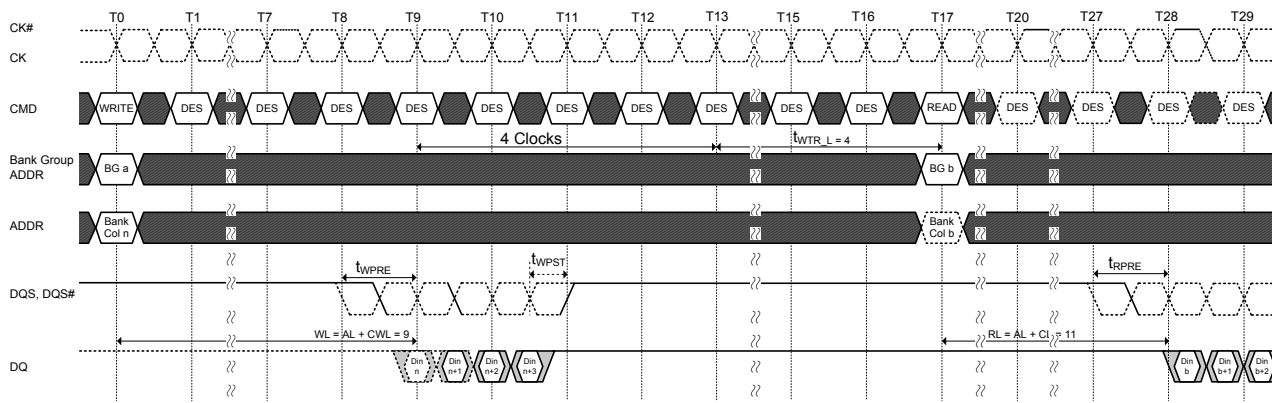 T0 T1 T7 T8 T9 T10 T11 T12 T13 T15 T16 T17 T20 T27 T28 T29
CK#
CK
CMD WRITE DES DES DES DES DES DES DES DES DES DES READ DES DES DES DES
4 Clocks tWTR_L = 4
Bank Group
ADDR
BG a BG b
ADDR
Bank
Col n
Bank
Col b
tWPRE tWPST tRPRE
DQS, DQS#
WL = AL + CWL = 9 RL = AL + CL = 11
DQ
Din
n
Din
n+1
Din
n+2
Din
n+3
Din
b
Din
b+1
Din
b+2